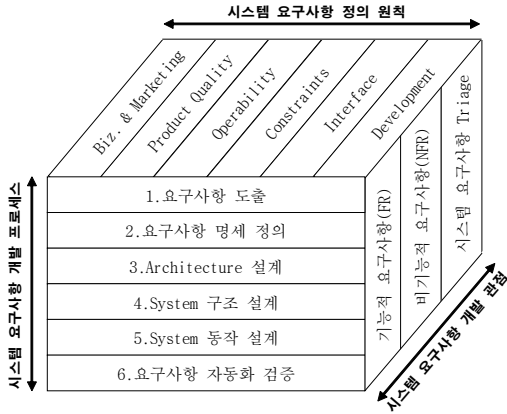 시스템 요구사항 정의 원칙
Biz. & Marketing
Product Quality
Operability
Constraints
Interface
Development
시스템 요구사항 개발 프로세스
1.요구사항 도출
2.요구사항 명세 정의
3.Architecture 설계
4.System 구조 설계
5.System 동작 설계
6.요구사항 자동화 검증
기능적 요구사항(FR)
비기능적 요구사항(NFR)
시스템 요구사항 Triage
시스템 요구사항 개발 관점